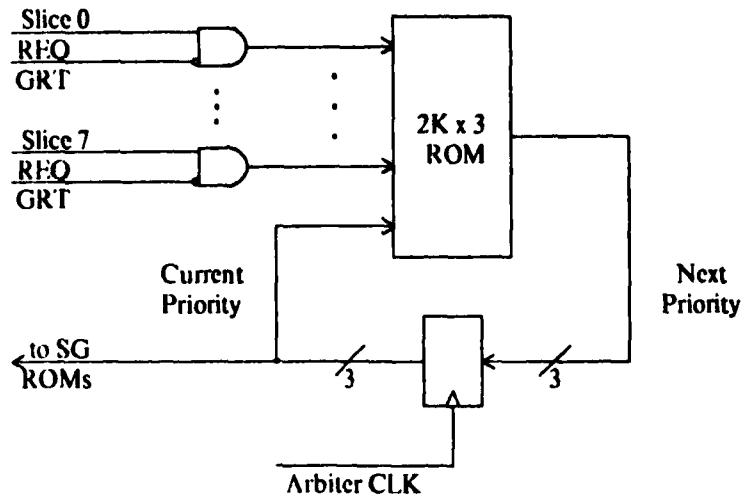 Slice 0
REQ
GRT
Slice 7
REQ
GRT
2K x 3
ROM
Current
Priority
Next
Priority
to SG
ROMs
3
3
Arbiter CLK